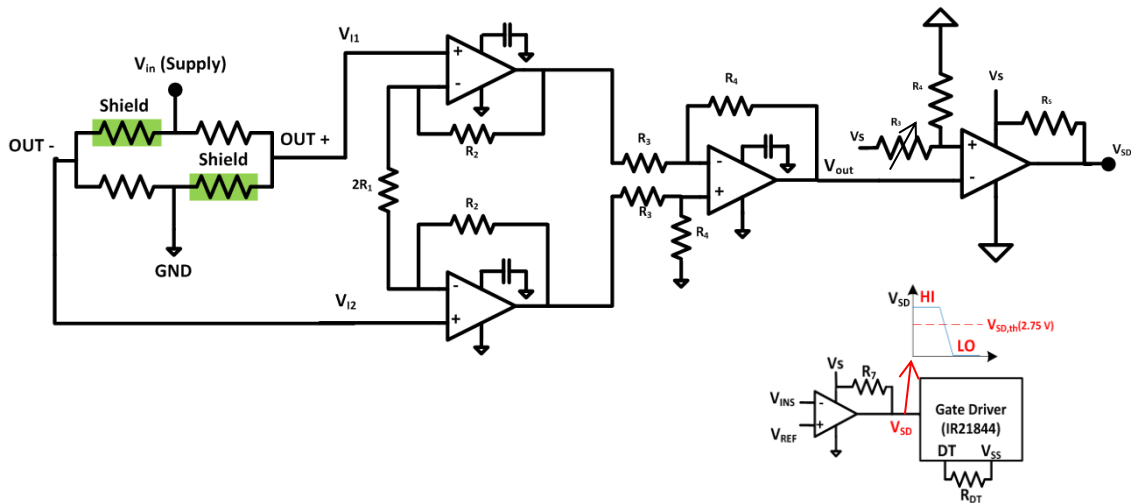 V_I1
V_in (Supply)
Shield
OUT -
OUT +
Shield
GND
2R_1
R_2
R_2
V_I2
+
-
-
+
R_3
R_3
R_4
R_4
-
+
V_out
R_4
Vs
Vs
R_3
R_5
+
-
V_SD
V_SD
HI
V_SD,th(2.75 V)
LO
Vs
R_7
V_INS
-
V_REF
+
V_SD
Gate Driver
(IR21844)
DT
V_SS
R_DT